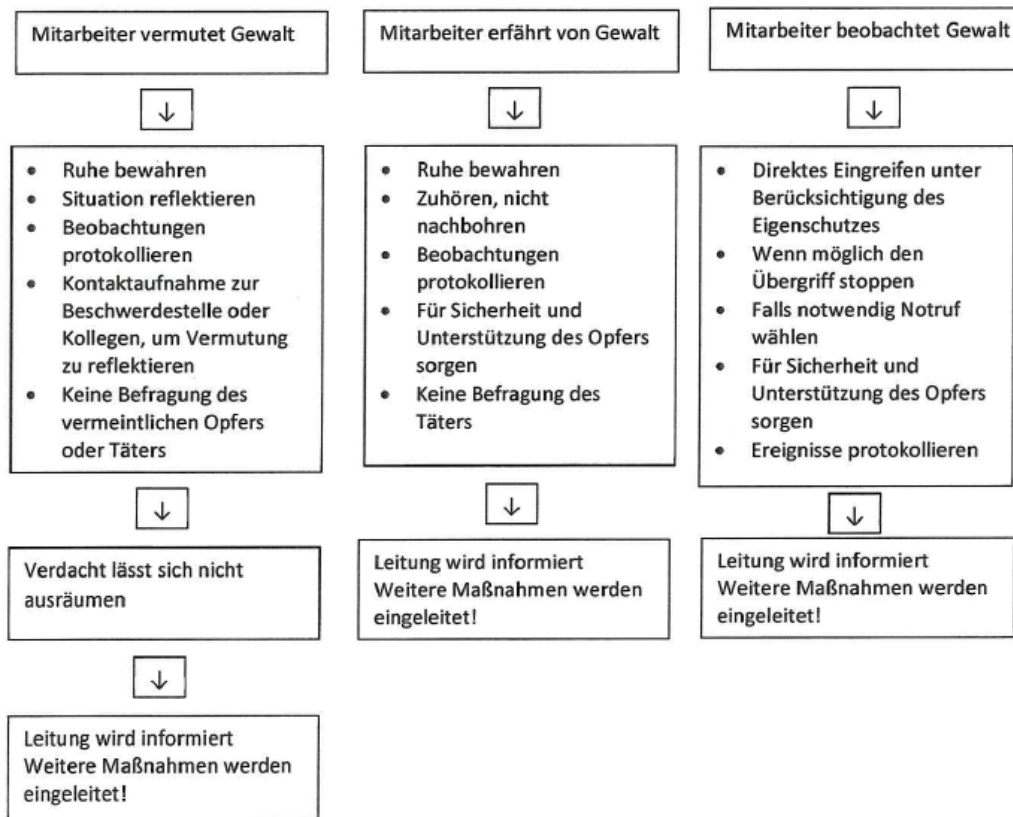 Mitarbeiter vermutet Gewalt
↓
• Ruhe bewahren
• Situation reflektieren
• Beobachtungen
protokollieren
• Kontaktaufnahme zur
Beschwerdestelle oder
Kollegen, um Vermutung
zu reflektieren
• Keine Befragung des
vermeintlichen Opfers
oder Täters
↓
Verdacht lässt sich nicht
ausräumen
↓
Leitung wird informiert
Weitere Maßnahmen werden
eingeleitet!
Mitarbeiter erfährt von Gewalt
↓
• Ruhe bewahren
• Zuhören, nicht
nachbohren
• Beobachtungen
protokollieren
• Für Sicherheit und
Unterstützung des Opfers
sorgen
• Keine Befragung des
Täters
↓
Leitung wird informiert
Weitere Maßnahmen werden
eingeleitet!
Mitarbeiter beobachtet Gewalt
↓
• Direktes Eingreifen unter
Berücksichtigung des
Eigenschutzes
• Wenn möglich den
Übergriff stoppen
• Falls notwendig Notruf
wählen
• Für Sicherheit und
Unterstützung des Opfers
sorgen
• Ereignisse protokollieren
↓
Leitung wird informiert
Weitere Maßnahmen werden
eingeleitet!